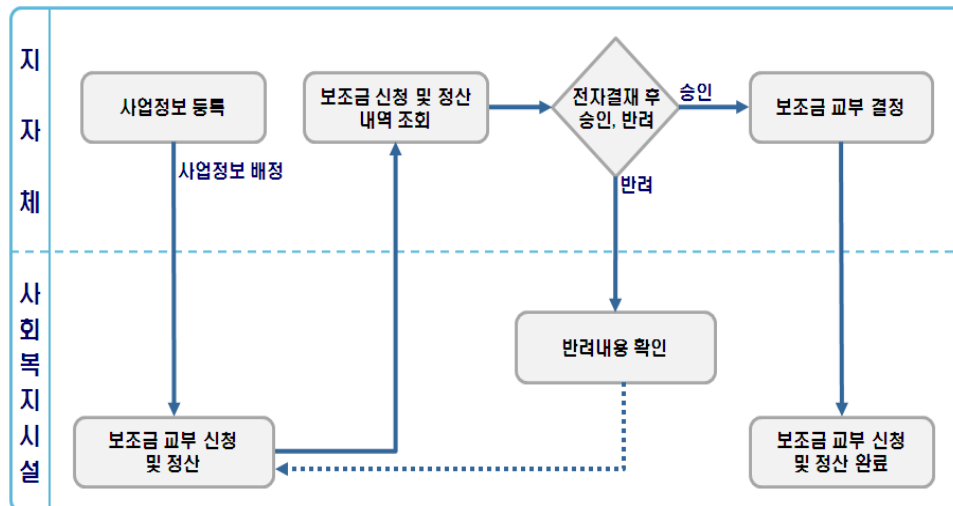 지자체
사업정보 등록
사업정보 배정
보조금 신청 및 정산
내역 조회
전자결재 후
승인, 반려
승인
반려
보조금 교부 결정
사회복지시설
보조금 교부 신청
및 정산
반려내용 확인
보조금 교부 신청
및 정산 완료